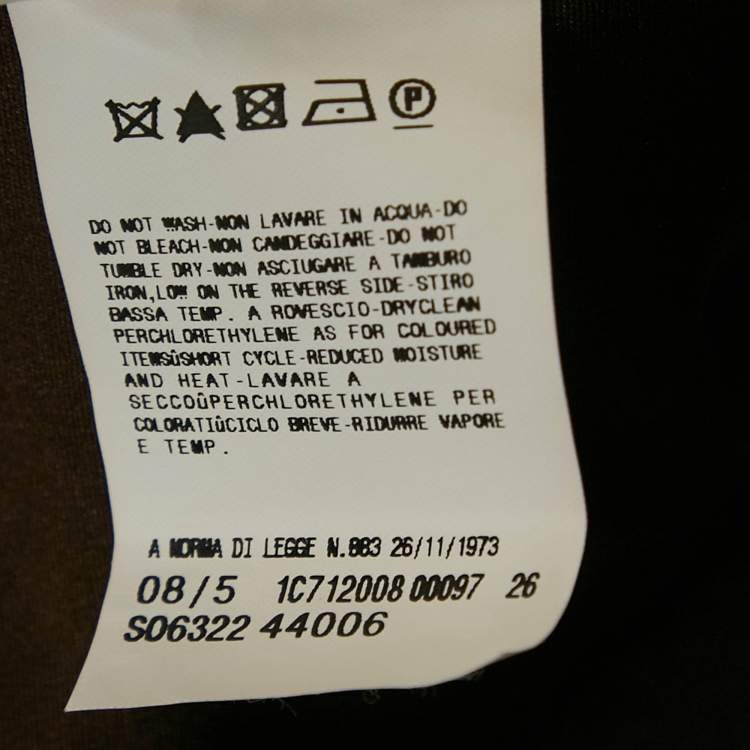 P
DO NOT WASH-NON LAVARE IN ACQUA-DO
NOT BLEACH-NON CANDEGGIARE-DO NOT
TUMBLE DRY-NON ASCIUGARE A TAMBURO
IRON,LOW ON THE REVERSE SIDE-STIRO
BASSA TEMP. A ROVESCIO-DRYCLEAN
PERCHLORETHYLENE AS FOR COLOURED
ITEMSûSHORT CYCLE-REDUCED MOISTURE
AND HEAT-LAVARE A
SECCOûPERCHLORETHYLENE PER
COLORATIûCICLO BREVE-RIDURRE VAPORE
E TEMP.
A NORMA DI LEGGE N.883 26/11/1973
08/5 1C712008 00097 26
SO6322 44006